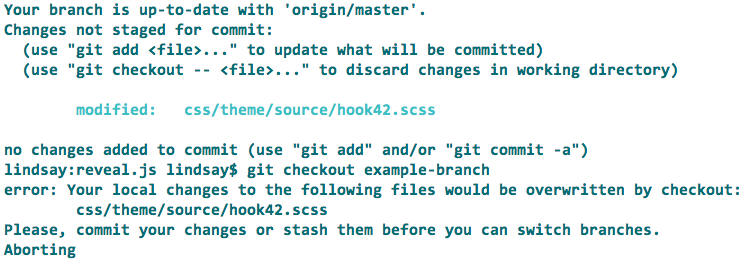 Your branch is up-to-date with 'origin/master'.
Changes not staged for commit:
  (use "git add <file>..." to update what will be committed)
  (use "git checkout -- <file>..." to discard changes in working directory)

        modified:   css/theme/source/hook42.scss

no changes added to commit (use "git add" and/or "git commit -a")
lindsay:reveal.js lindsay$ git checkout example-branch
error: Your local changes to the following files would be overwritten by checkout:
        css/theme/source/hook42.scss
Please, commit your changes or stash them before you can switch branches.
Aborting